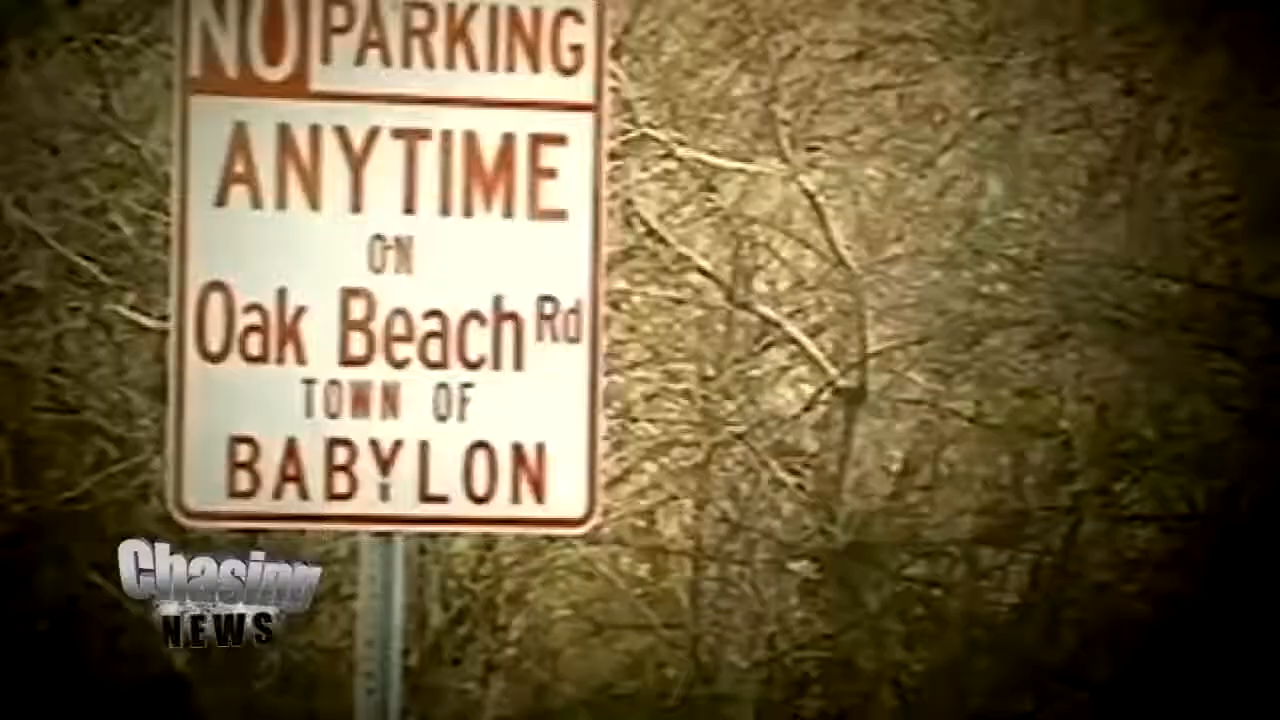 NO PARKING
ANYTIME
ON
Oak Beach Rd
TOWN OF
BABYLON
Chasing
NEWS